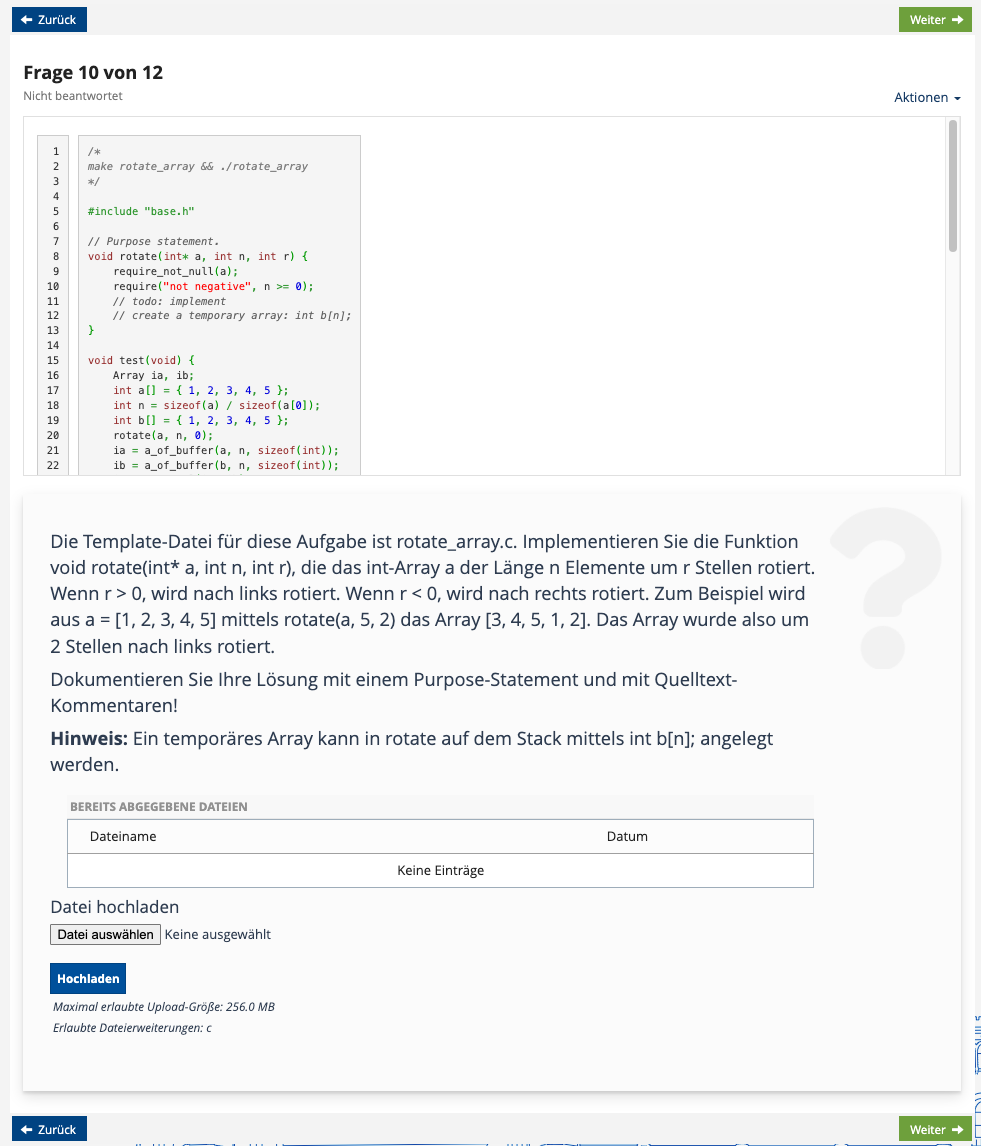 Zurück
Weiter
Frage 10 von 12
Nicht beantwortet
Aktionen
1 /*
2 make rotate_array && ./rotate_array
3 */
4
5 #include "base.h"
6
7 // Purpose statement.
8 void rotate(int* a, int n, int r) {
9     require_not_null(a);
10     require("not negative", n >= 0);
11     // todo: implement
12     // create a temporary array: int b[n];
13 }
14
15 void test(void) {
16     Array ia, ib;
17     int a[] = { 1, 2, 3, 4, 5 };
18     int n = sizeof(a) / sizeof(a[0]);
19     int b[] = { 1, 2, 3, 4, 5 };
20     rotate(a, n, 0);
21     ia = a_of_buffer(a, n, sizeof(int));
22     ib = a_of_buffer(b, n, sizeof(int));
Die Template-Datei für diese Aufgabe ist rotate_array.c. Implementieren Sie die Funktion
void rotate(int* a, int n, int r), die das int-Array a der Länge n Elemente um r Stellen rotiert.
Wenn r > 0, wird nach links rotiert. Wenn r < 0, wird nach rechts rotiert. Zum Beispiel wird
aus a = [1, 2, 3, 4, 5] mittels rotate(a, 5, 2) das Array [3, 4, 5, 1, 2]. Das Array wurde also um
2 Stellen nach links rotiert.
Dokumentieren Sie Ihre Lösung mit einem Purpose-Statement und mit Quelltext-
Kommentaren!
Hinweis: Ein temporäres Array kann in rotate auf dem Stack mittels int b[n]; angelegt
werden.
?
BEREITS ABGEGEBENE DATEIEN
Dateiname Datum
Keine Einträge
Datei hochladen
Datei auswählen Keine ausgewählt
Hochladen
Maximal erlaubte Upload-Größe: 256.0 MB
Erlaubte Dateierweiterungen: c
Zurück
Weiter